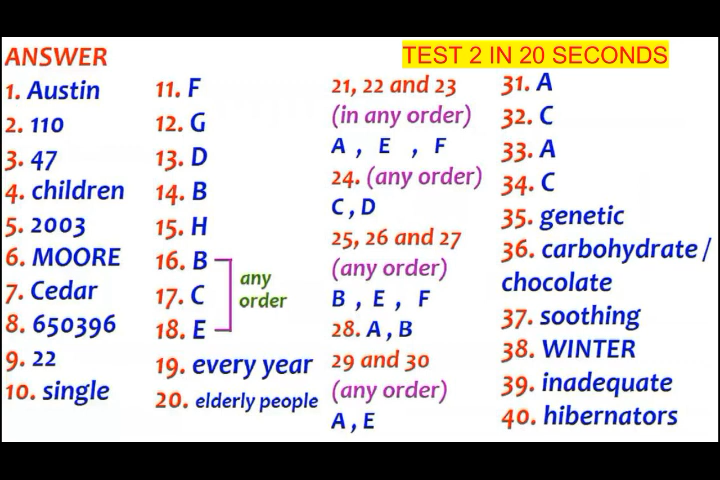 ANSWER
TEST 2 IN 20 SECONDS
1. Austin
2. 110
3. 47
4. children
5. 2003
6. MOORE
7. Cedar
8. 650396
9. 22
10. single
11. F
12. G
13. D
14. B
15. H
16. B
17. C
18. E
any
order
19. every year
20. elderly people
21, 22 and 23
(in any order)
A , E , F
24. (any order)
C , D
25, 26 and 27
(any order)
B , E , F
28. A , B
29 and 30
(any order)
A , E
31. A
32. C
33. A
34. C
35. genetic
36. carbohydrate /
chocolate
37. soothing
38. WINTER
39. inadequate
40. hibernators